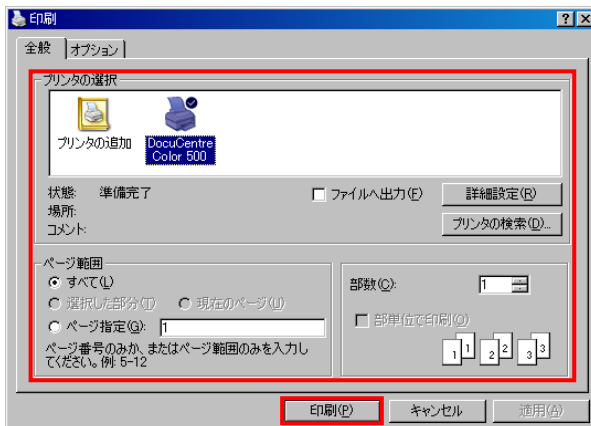 印刷
全般 オプション
プリンタの選択
プリンタの追加
DocuCentre
Color 500
状態: 準備完了
場所:
コメント:
ファイルへ出力(F)
詳細設定(R)
プリンタの検索(D)...
ページ範囲
すべて(L)
選択した部分(T) 現在のページ(U)
ページ指定(G): 1
ページ番号のみか、またはページ範囲のみを入力し
てください。例: 5-12
部数(C): 1
部単位で印刷(O)
1 1 2 2 3 3
印刷(P) キャンセル 適用(A)